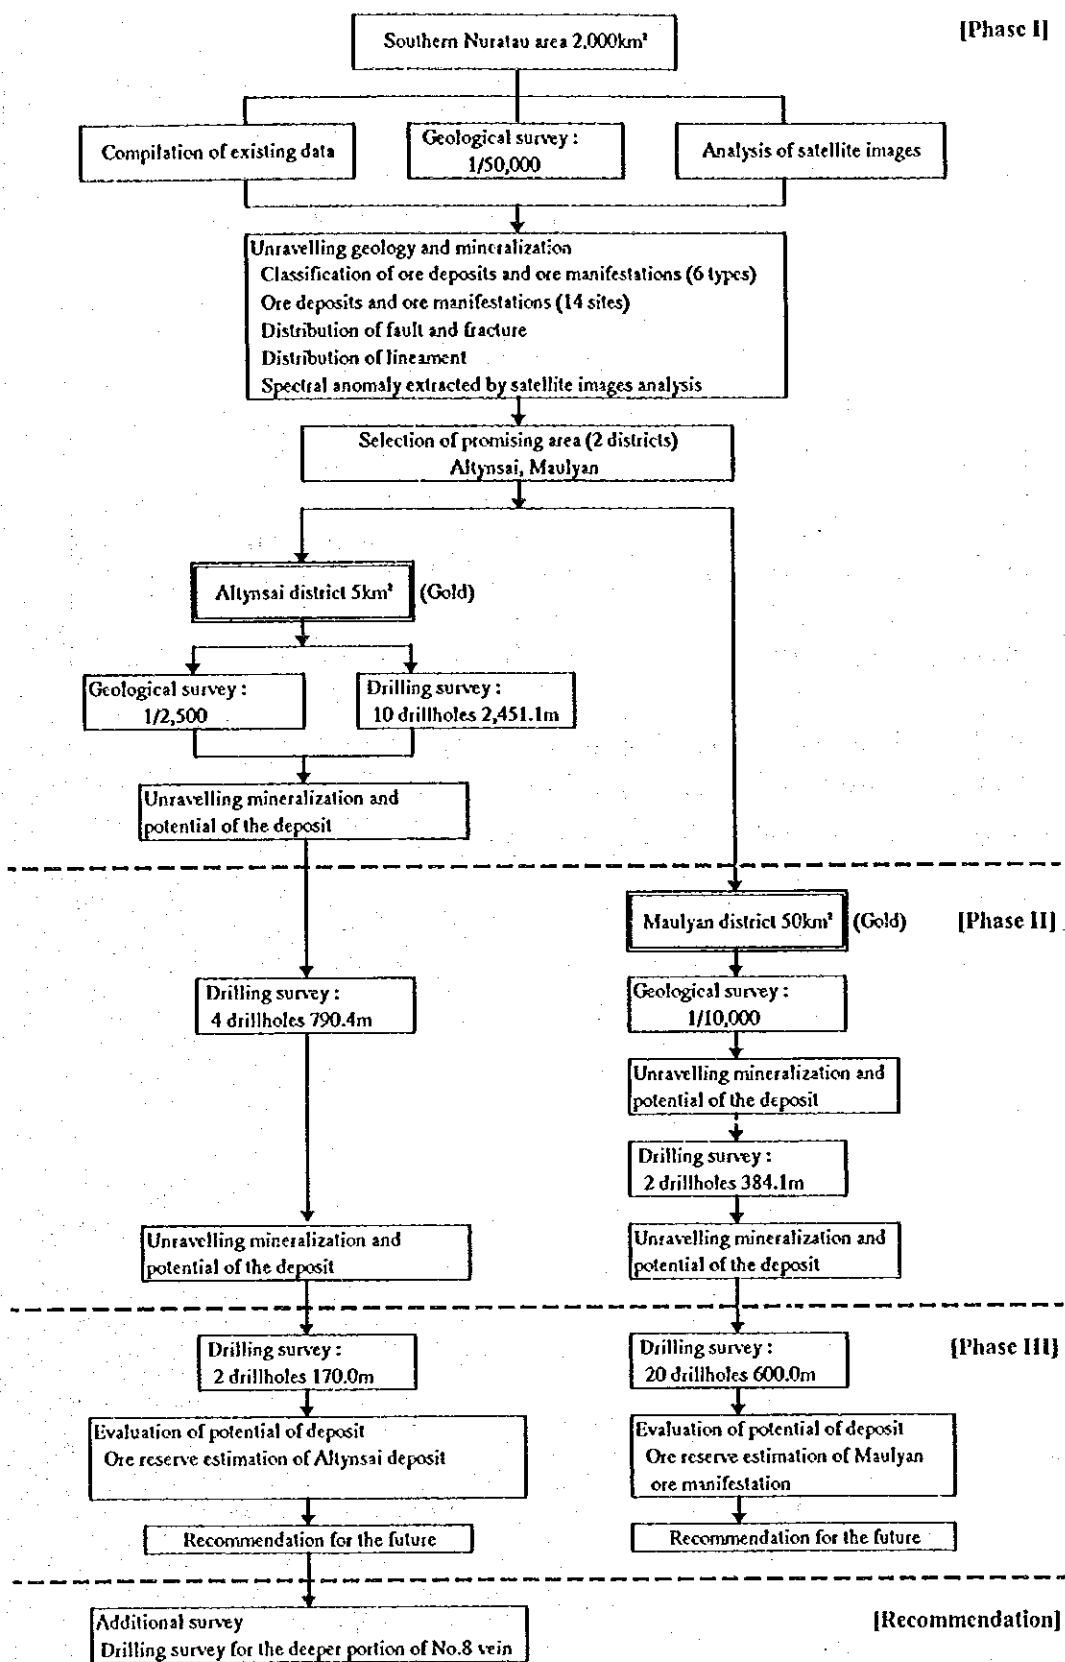 [Phase I]
Southern Nuratau area 2,000km²
Compilation of existing data
Geological survey :
1/50,000
Analysis of satellite images
Unravelling geology and mineralization
Classification of ore deposits and ore manifestations (6 types)
Ore deposits and ore manifestations (14 sites)
Distribution of fault and fracture
Distribution of lineament
Spectral anomaly extracted by satellite images analysis
Selection of promising area (2 districts)
Altynsai, Maulyan
Altynsai district 5km² (Gold)
Geological survey :
1/2,500
Drilling survey :
10 drillholes 2,451.1m
Unravelling mineralization and
potential of the deposit
[Phase II]
Maulyan district 50km² (Gold)
Drilling survey :
4 drillholes 790.4m
Geological survey :
1/10,000
Unravelling mineralization and
potential of the deposit
Drilling survey :
2 drillholes 384.1m
Unravelling mineralization and
potential of the deposit
Unravelling mineralization and
potential of the deposit
[Phase III]
Drilling survey :
2 drillholes 170.0m
Drilling survey :
20 drillholes 600.0m
Evaluation of potential of deposit
Ore reserve estimation of Altynsai deposit
Evaluation of potential of deposit
Ore reserve estimation of Maulyan
ore manifestation
Recommendation for the future
Recommendation for the future
[Recommendation]
Additional survey
Drilling survey for the deeper portion of No.8 vein